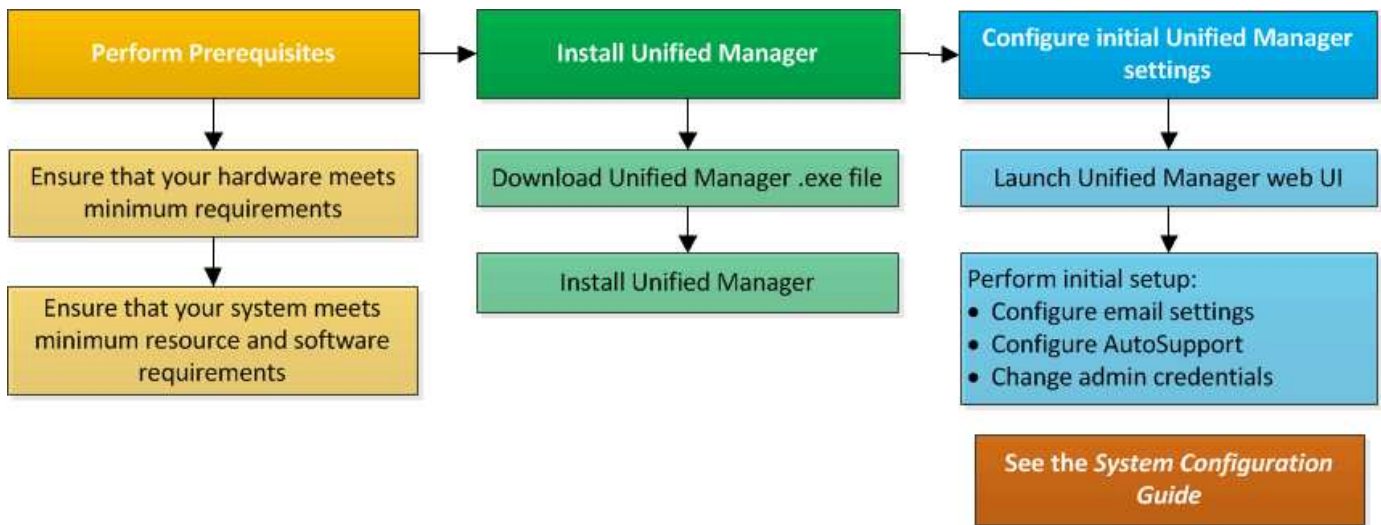 Perform Prerequisites
Ensure that your hardware meets
minimum requirements
Ensure that your system meets
minimum resource and software
requirements
Install Unified Manager
Download Unified Manager .exe file
Install Unified Manager
Configure initial Unified Manager
settings
Launch Unified Manager web UI
Perform initial setup:
• Configure email settings
• Configure AutoSupport
• Change admin credentials
See the System Configuration
Guide